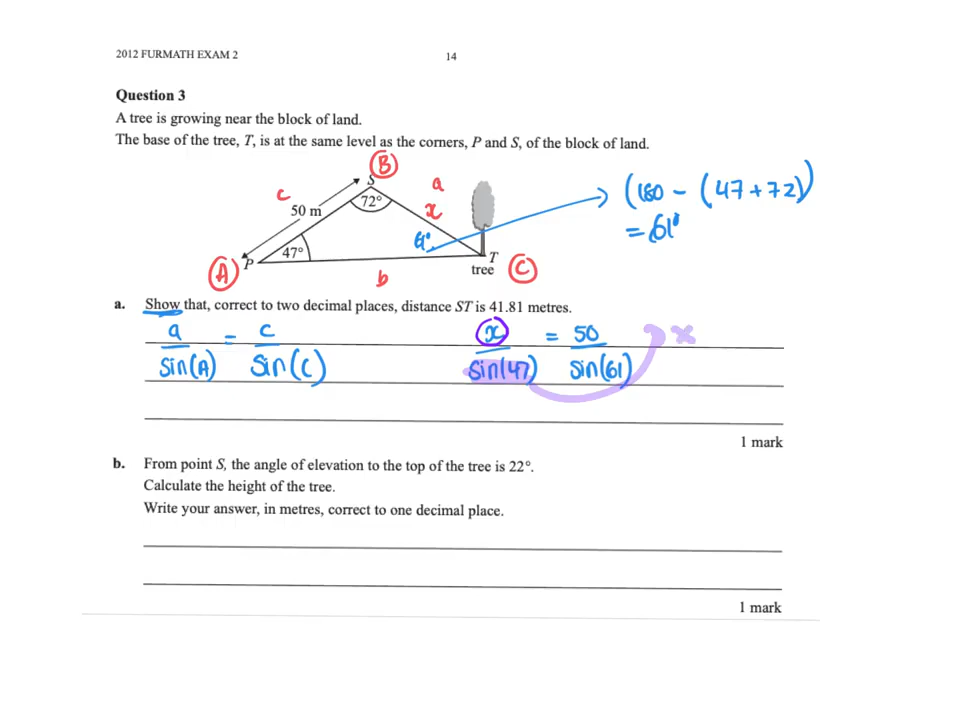 2012 FURMATH EXAM 2
14
Question 3
A tree is growing near the block of land.
The base of the tree, T, is at the same level as the corners, P and S, of the block of land.
B
S
a
c
(180 - (47+72))
50 m
72°
x
= 61°
61°
47°
T
A
P
tree
C
b
a. Show that, correct to two decimal places, distance ST is 41.81 metres.
a = c x = 50 x
sin(A) sin(C) sin(47) sin(61)
1 mark
b. From point S, the angle of elevation to the top of the tree is 22°.
Calculate the height of the tree.
Write your answer, in metres, correct to one decimal place.
1 mark